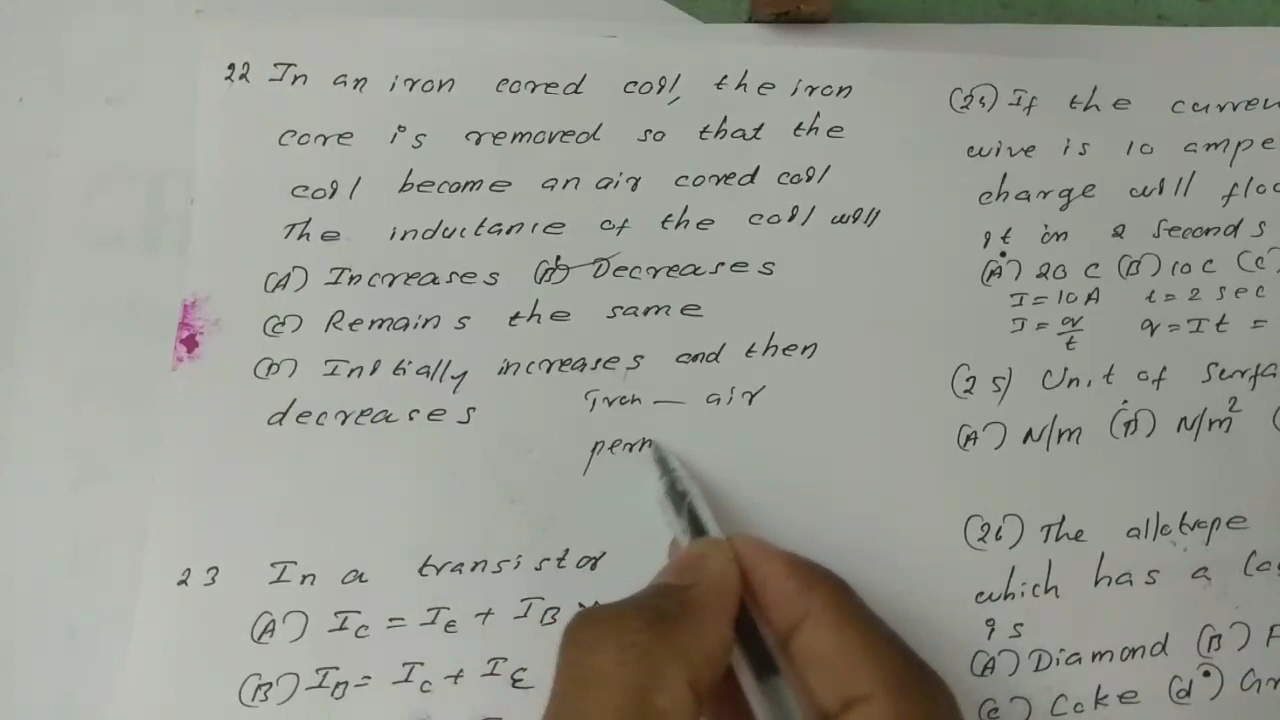 22 In an iron cored coil, the iron
core is removed so that the
coil become an air cored coil
The inductance of the coil will
(A) Increases (B) Decreases
(C) Remains the same
(D) Initially increases and then
decreases
Iron — air
perm
23 In a transistor
(A) IC = IE + IB
(B) IB = IC + IE
(25) If the curren
wire is 10 ampe
charge will flo
it in 2 seconds
(A) 20 C (B) 10 C (C)
I = 10 A t = 2 sec
I = q/t q = It =
(25) Unit of Surfa
(A) N/m (B) N/m²
(26) The allotrope
which has a la
is
(A) Diamond (B) F
(C) Coke (d) Gr